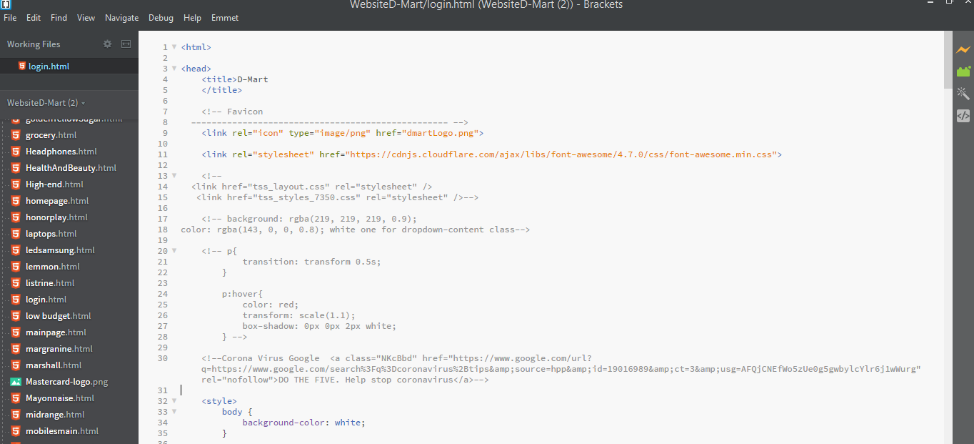 WebsiteD-Mart/login.html (WebsiteD-Mart (2)) - Brackets
File Edit Find View Navigate Debug Help Emmet
Working Files
login.html
WebsiteD-Mart (2)
goldenYellowSugar.html
grocery.html
Headphones.html
HealthAndBeauty.html
High-end.html
homepage.html
honorplay.html
laptops.html
ledsamsung.html
lemmon.html
listrine.html
login.html
low budget.html
mainpage.html
margranine.html
marshall.html
Mastercard-logo.png
Mayonnaise.html
midrange.html
mobilesmain.html
1 <html>
2
3 <head>
4 <title>D-Mart
5 </title>
6
7 <!-- Favicon
8 -------------------------------------------------- -->
9 <link rel="icon" type="image/png" href="dmartLogo.png">
10
11 <link rel="stylesheet" href="https://cdnjs.cloudflare.com/ajax/libs/font-awesome/4.7.0/css/font-awesome.min.css">
12
13 <!--
14 <link href="tss_layout.css" rel="stylesheet" />
15 <link href="tss_styles_7350.css" rel="stylesheet" />-->
16
17 <!-- background: rgba(219, 219, 219, 0.9);
18 color: rgba(143, 0, 0, 0.8); white one for dropdown-content class-->
19
20 <!-- p{
21 transition: transform 0.5s;
22 }
23
24 p:hover{
25 color: red;
26 transform: scale(1.1);
27 box-shadow: 0px 0px 2px white;
28 } -->
29
30 <!--Corona Virus Google <a class="NKcBbd" href="https://www.google.com/url?
q=https://www.google.com/search%3Fq%3Dcoronavirus%2Btips&amp;source=hpp&amp;id=19016989&amp;ct=3&amp;usg=AFQjCNEfWo5zUe0g5gwbylcYlr6j1wWurg"
rel="nofollow">DO THE FIVE. Help stop coronavirus</a>-->
31
32 <style>
33 body {
34 background-color: white;
35 }